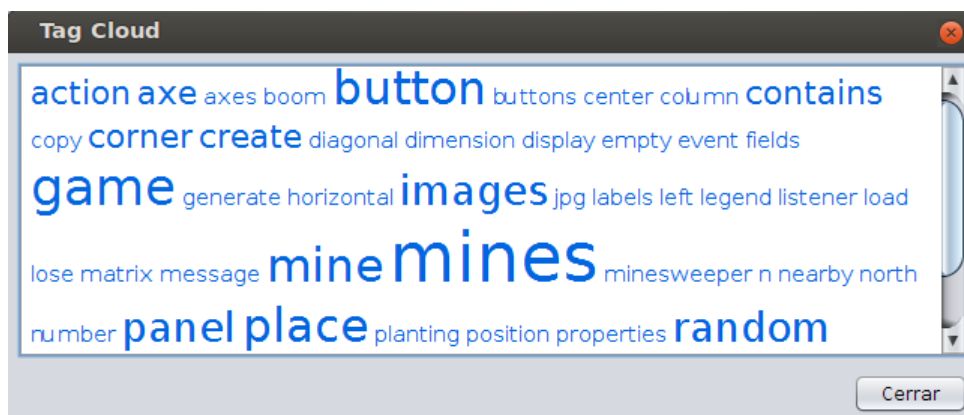 Tag Cloud
action axe axes boom button buttons center column contains
copy corner create diagonal dimension display empty event fields
game generate horizontal images jpg labels left legend listener load
lose matrix message mine mines minesweeper n nearby north
number panel place planting position properties random
Cerrar